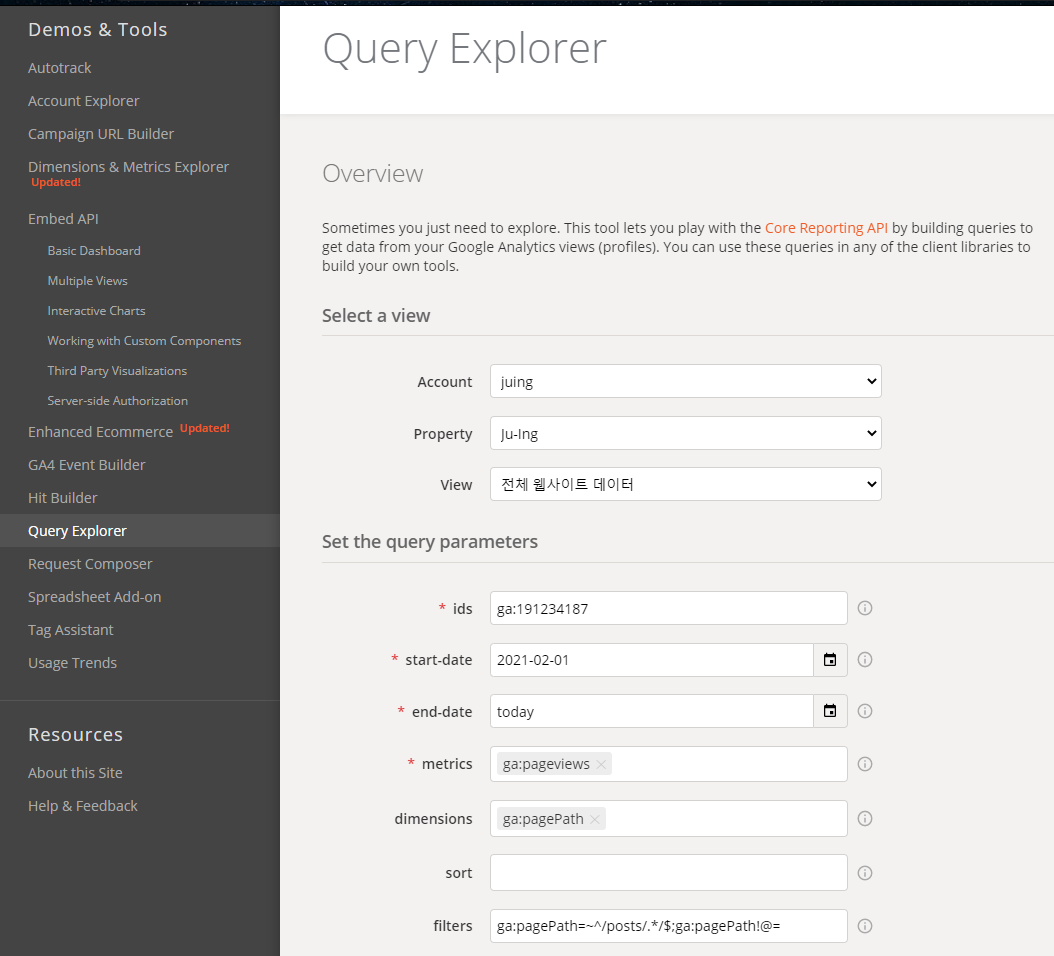 Demos & Tools
Autotrack
Account Explorer
Campaign URL Builder
Dimensions & Metrics Explorer
Updated!
Embed API
Basic Dashboard
Multiple Views
Interactive Charts
Working with Custom Components
Third Party Visualizations
Server-side Authorization
Enhanced Ecommerce Updated!
GA4 Event Builder
Hit Builder
Query Explorer
Request Composer
Spreadsheet Add-on
Tag Assistant
Usage Trends
Resources
About this Site
Help & Feedback
Query Explorer
Overview
Sometimes you just need to explore. This tool lets you play with the Core Reporting API by building queries to
get data from your Google Analytics views (profiles). You can use these queries in any of the client libraries to
build your own tools.
Select a view
Account juing
Property Ju-Ing
View 전체 웹사이트 데이터
Set the query parameters
* ids ga:191234187
* start-date 2021-02-01
* end-date today
* metrics ga:pageviews ×
dimensions ga:pagePath ×
sort
filters ga:pagePath=~^/posts/.*/$;ga:pagePath!@=